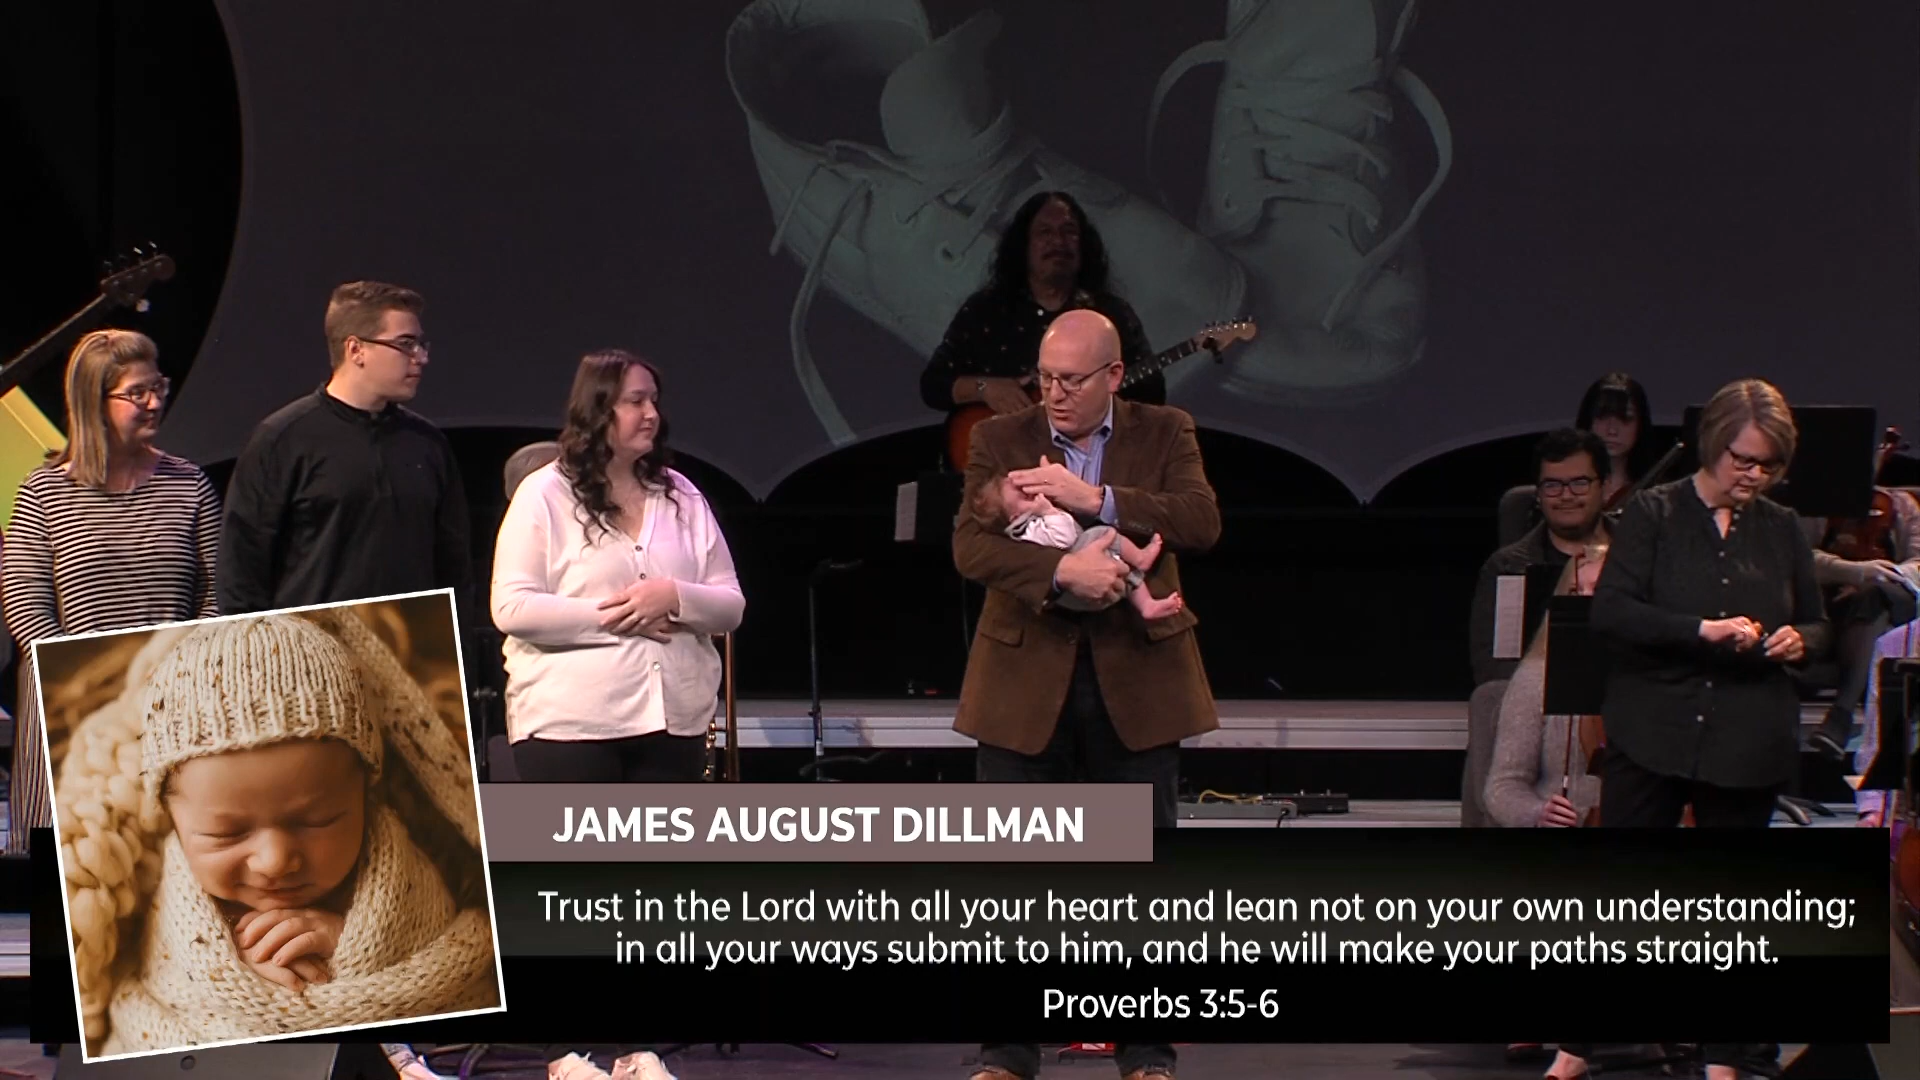 JAMES AUGUST DILLMAN
Trust in the Lord with all your heart and lean not on your own understanding;
in all your ways submit to him, and he will make your paths straight.
Proverbs 3:5-6